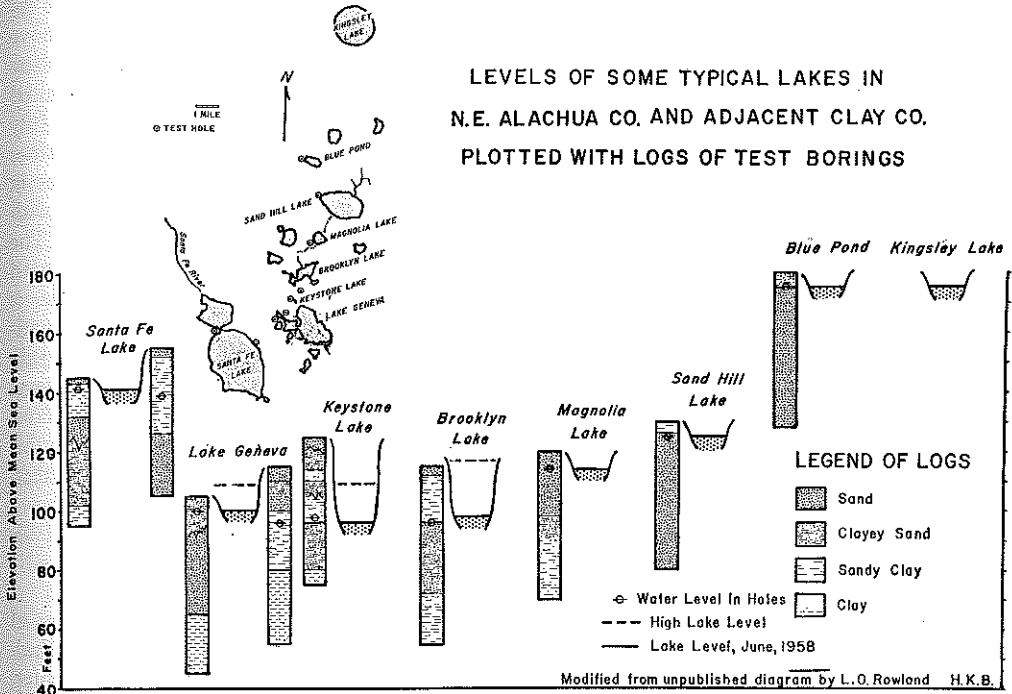 KINGSLEY
LAKE
N
1 MILE
TEST HOLE
LEVELS OF SOME TYPICAL LAKES IN
N.E. ALACHUA CO. AND ADJACENT CLAY CO.
PLOTTED WITH LOGS OF TEST BORINGS
BLUE POND
SAND HILL LAKE
MAGNOLIA LAKE
BROOKLYN LAKE
KEYSTONE LAKE
LAKE GENEVA
Santa Fe River
SANTA FE
LAKE
Blue Pond
Kingsley Lake
Santa Fe
Lake
Lake Geneva
Keystone
Lake
Brooklyn
Lake
Magnolia
Lake
Sand Hill
Lake
180
160
140
120
100
80
60
40
Feet
Elevation Above Mean Sea Level
LEGEND OF LOGS
Sand
Clayey Sand
Sandy Clay
Clay
Water Level In Holes
High Lake Level
Lake Level, June, 1958
Modified from unpublished diagram by L.O. Rowland H.K.B.